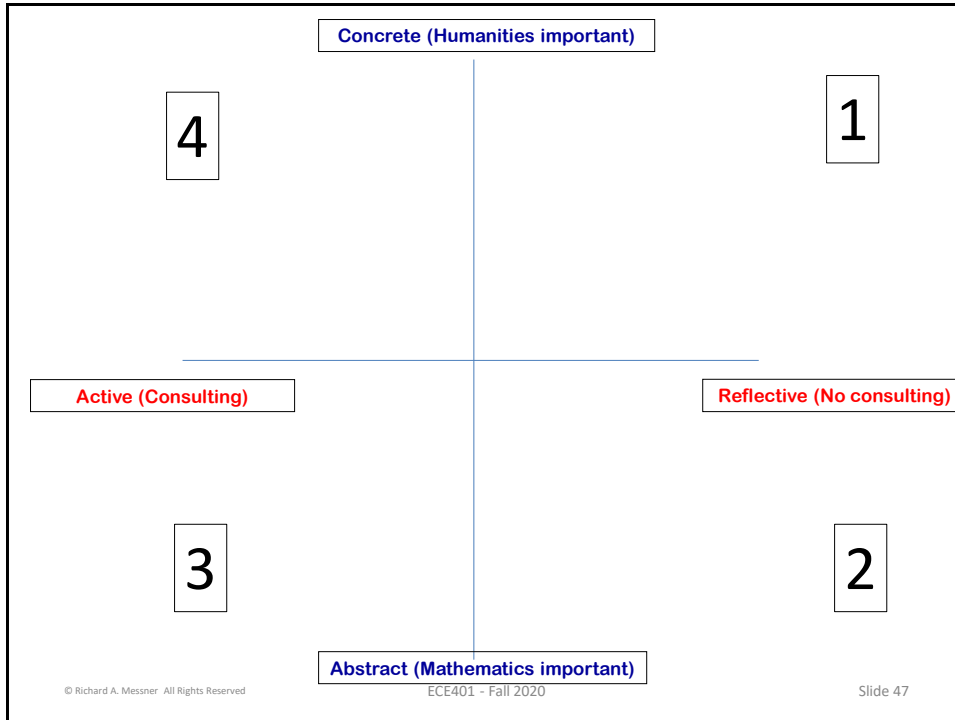 Concrete (Humanities important)
4
1
Active (Consulting)
Reflective (No consulting)
3
2
Abstract (Mathematics important)
© Richard A. Messner All Rights Reserved
ECE401 - Fall 2020
Slide 47